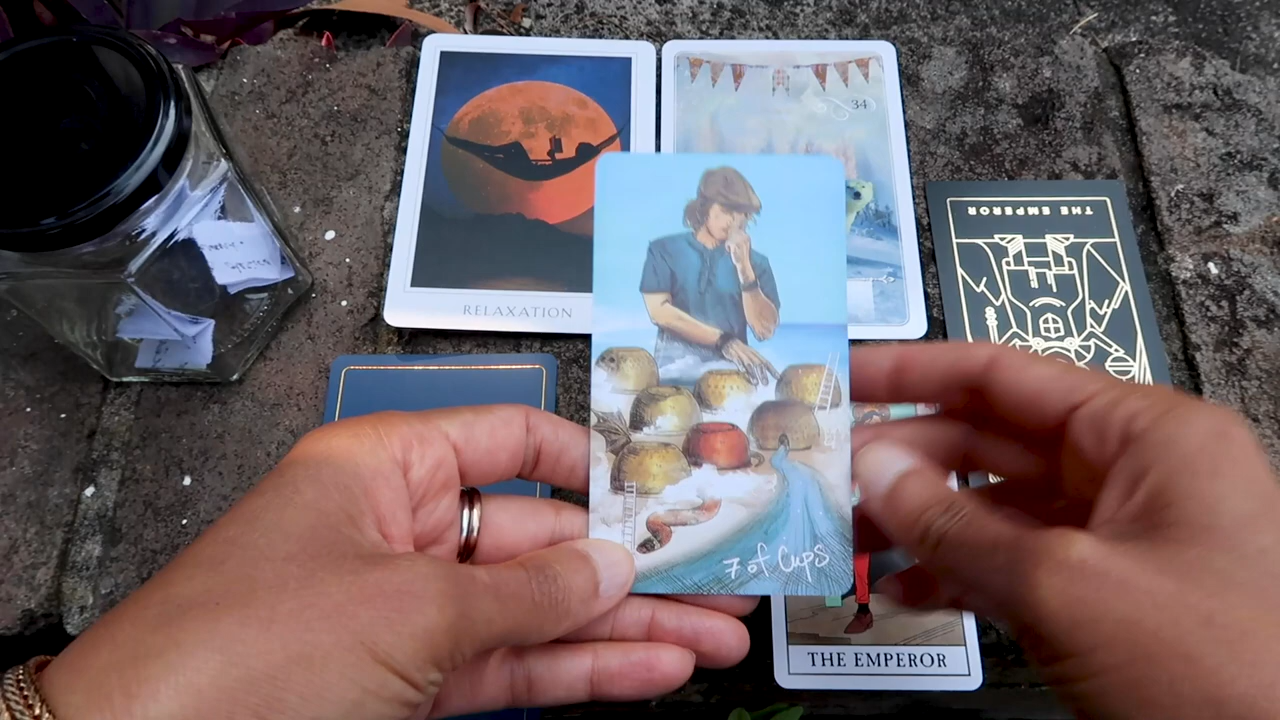 34
RELAXATION
THE EMPEROR
7 of Cups
THE EMPEROR